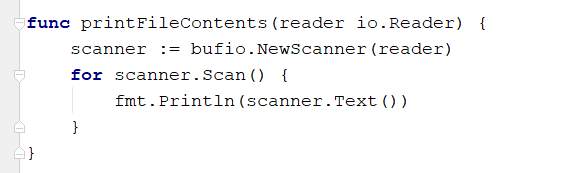 func printFileContents(reader io.Reader) {
    scanner := bufio.NewScanner(reader)
    for scanner.Scan() {
        fmt.Println(scanner.Text())
    }
}